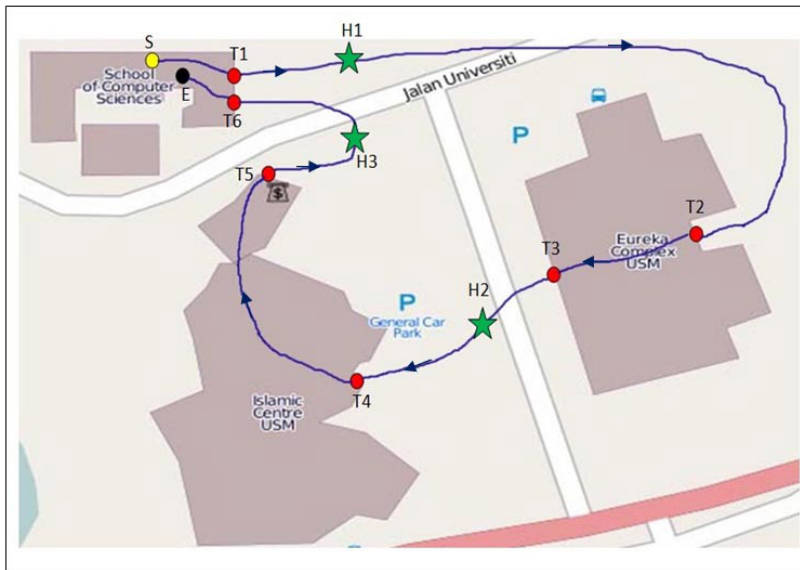 H1
S
T1
School
of Computer
Sciences
E
Jalan Universiti
T6
P
H3
T5
$
T2
Eureka
Complex
USM
T3
H2
P
General Car
Park
T4
Islamic
Centre
USM